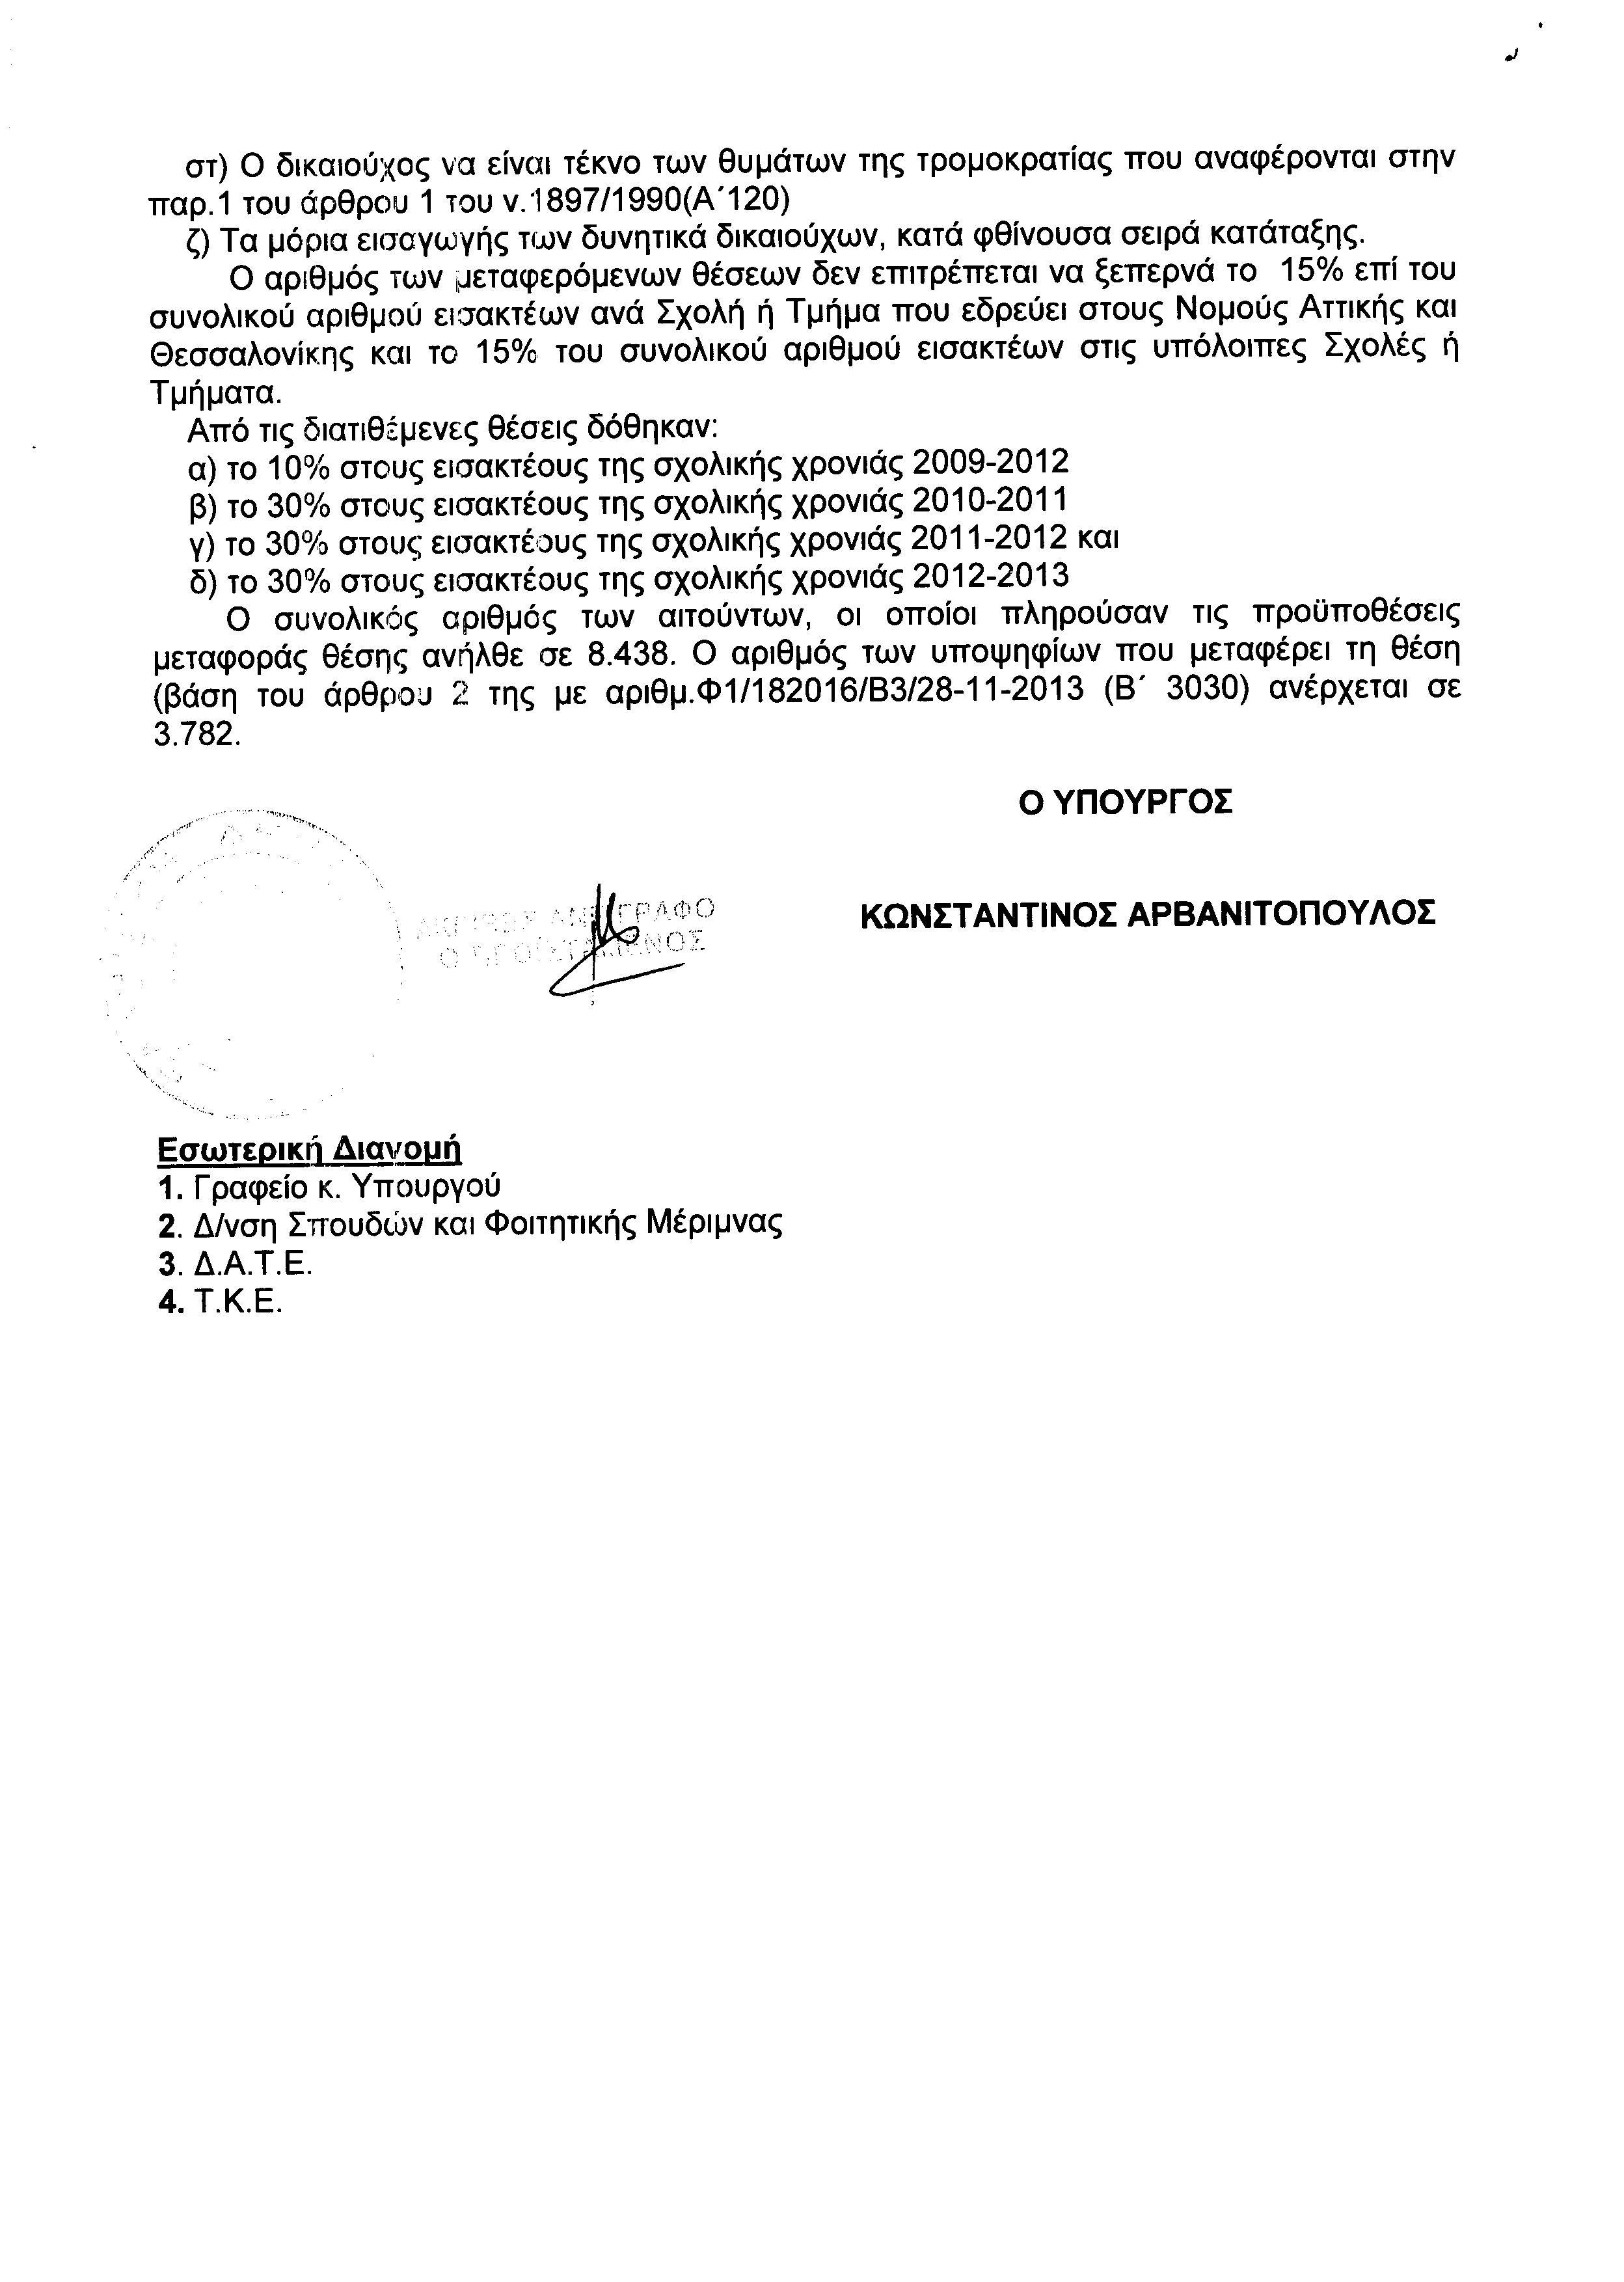 στ) Ο δικαιούχος να είναι τέκνο των θυμάτων της τρομοκρατίας που αναφέρονται στην
παρ.1 του άρθρου 1 του ν.1897/1990(Α΄120)
ζ) Τα μόρια εισαγωγής των δυνητικά δικαιούχων, κατά φθίνουσα σειρά κατάταξης.
Ο αριθμός των μεταφερόμενων θέσεων δεν επιτρέπεται να ξεπερνά το 15% επί του
συνολικού αριθμού εισακτέων ανά Σχολή ή Τμήμα που εδρεύει στους Νομούς Αττικής και
Θεσσαλονίκης και το 15% του συνολικού αριθμού εισακτέων στις υπόλοιπες Σχολές ή
Τμήματα.
Από τις διατιθέμενες θέσεις δόθηκαν:
α) το 10% στους εισακτέους της σχολικής χρονιάς 2009-2012
β) το 30% στους εισακτέους της σχολικής χρονιάς 2010-2011
γ) το 30% στους εισακτέους της σχολικής χρονιάς 2011-2012 και
δ) το 30% στους εισακτέους της σχολικής χρονιάς 2012-2013
Ο συνολικός αριθμός των αιτούντων, οι οποίοι πληρούσαν τις προϋποθέσεις
μεταφοράς θέσης ανήλθε σε 8.438. Ο αριθμός των υποψηφίων που μεταφέρει τη θέση
(βάση του άρθρου 2 της με αριθμ.Φ1/182016/Β3/28-11-2013 (Β΄ 3030) ανέρχεται σε
3.782.
Ο ΥΠΟΥΡΓΟΣ
ΚΩΝΣΤΑΝΤΙΝΟΣ ΑΡΒΑΝΙΤΟΠΟΥΛΟΣ
Εσωτερική Διανομή
1. Γραφείο κ. Υπουργού
2. Δ/νση Σπουδών και Φοιτητικής Μέριμνας
3. Δ.Α.Τ.Ε.
4. Τ.Κ.Ε.